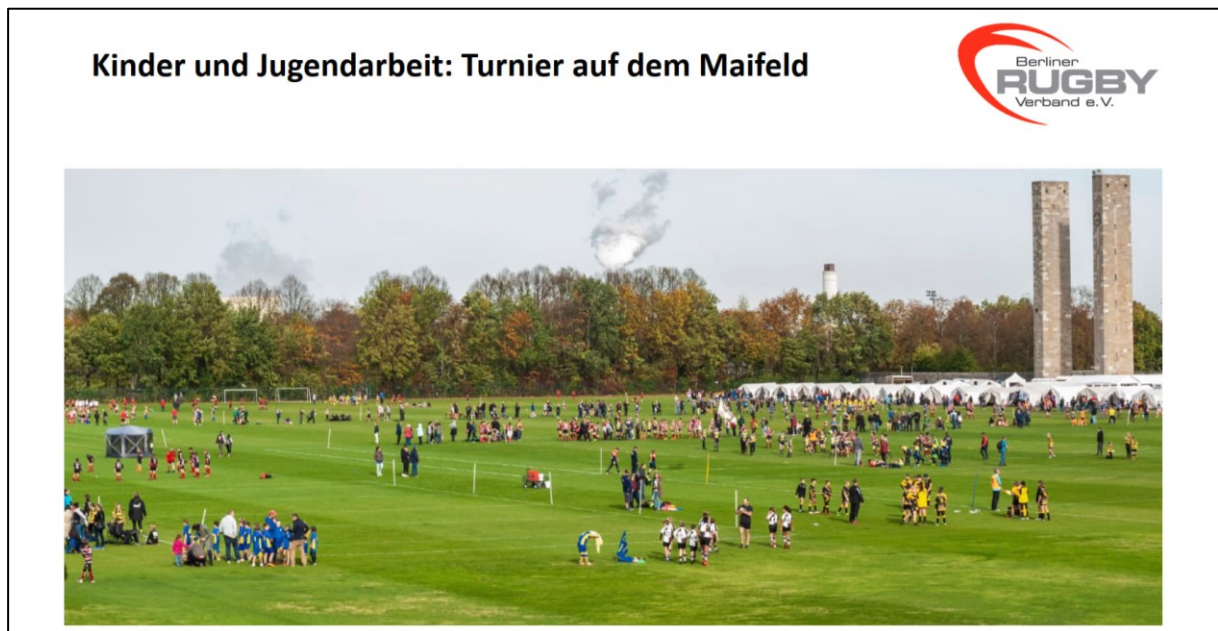 Kinder und Jugendarbeit: Turnier auf dem Maifeld
Berliner
RUGBY
Verband e.V.